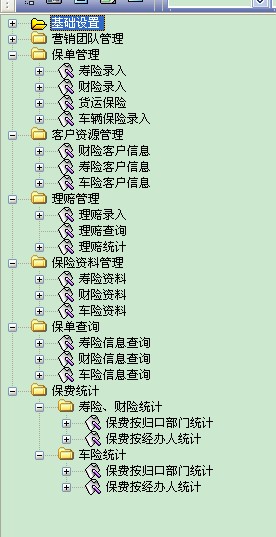 基础设置
营销团队管理
保单管理
寿险录入
财险录入
货运保险
车辆保险录入
客户资源管理
财险客户信息
寿险客户信息
车险客户信息
理赔管理
理赔录入
理赔查询
理赔统计
保险资料管理
寿险资料
财险资料
车险资料
保单查询
寿险信息查询
财险信息查询
车险信息查询
保费统计
寿险、财险统计
保费按归口部门统计
保费按经办人统计
车险统计
保费按归口部门统计
保费按经办人统计